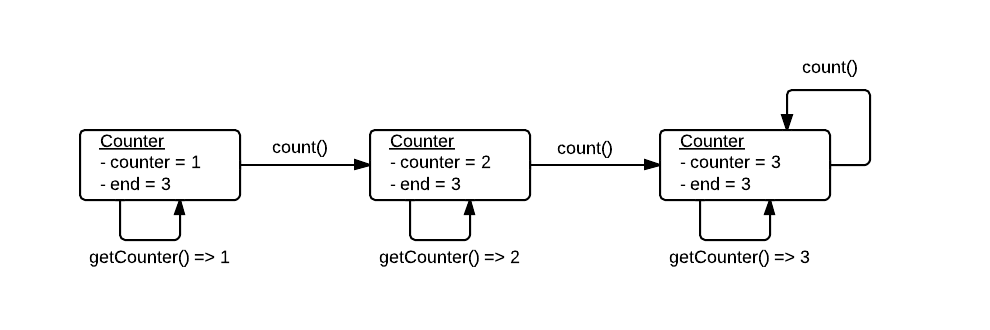 count()
Counter
- counter = 1
- end = 3
count()
Counter
- counter = 2
- end = 3
count()
Counter
- counter = 3
- end = 3
getCounter() => 1
getCounter() => 2
getCounter() => 3